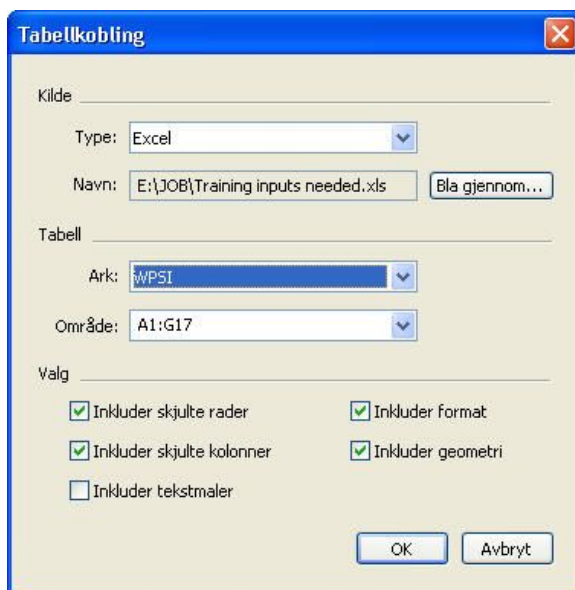 Tabellkobling
Kilde
Type: Excel
Navn: E:\JOB\Training inputs needed.xls Bla gjennom...
Tabell
Ark: WPSI
Område: A1:G17
Valg
Inkluder skjulte rader Inkluder format
Inkluder skjulte kolonner Inkluder geometri
Inkluder tekstmaler
OK Avbryt